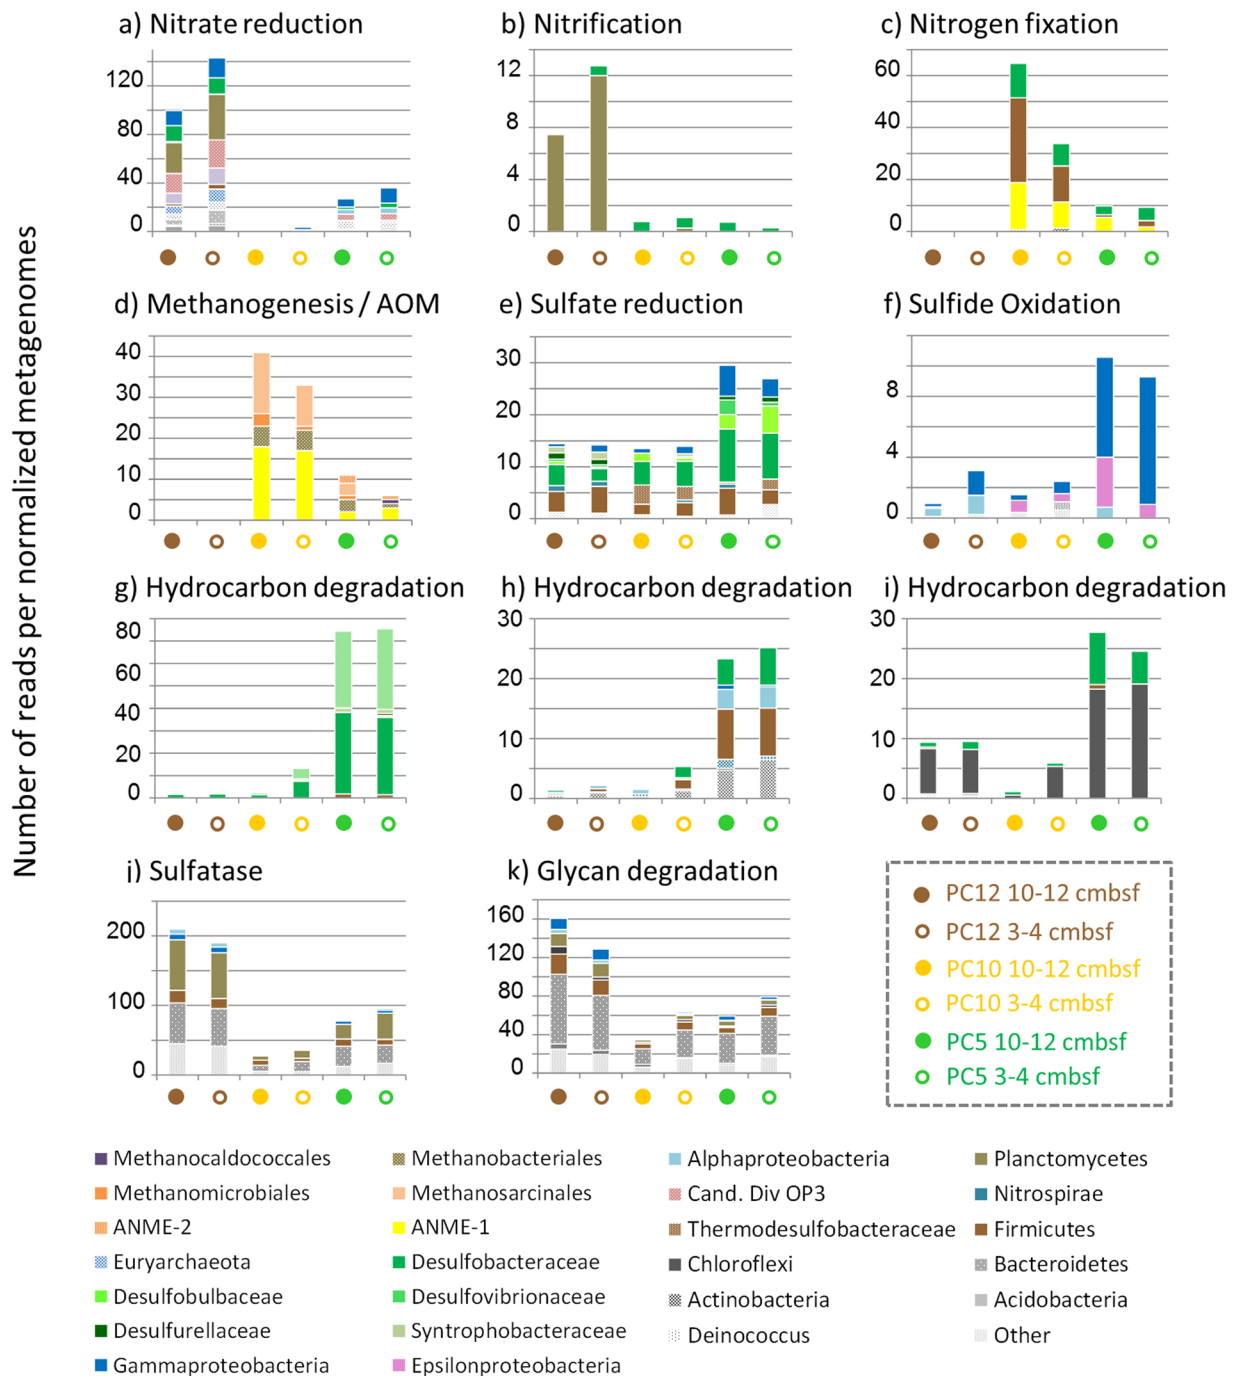 a) Nitrate reduction
b) Nitrification
c) Nitrogen fixation
120
80
40
0
12
8
4
0
60
40
20
0
Number of reads per normalized metagenomes
d) Methanogenesis / AOM
e) Sulfate reduction
f) Sulfide Oxidation
40
30
20
10
0
30
20
10
0
8
4
0
g) Hydrocarbon degradation
h) Hydrocarbon degradation
i) Hydrocarbon degradation
80
60
40
20
0
30
20
10
0
30
20
10
0
j) Sulfatase
k) Glycan degradation
200
100
0
160
120
80
40
0
PC12 10-12 cmbsf
PC12 3-4 cmbsf
PC10 10-12 cmbsf
PC10 3-4 cmbsf
PC5 10-12 cmbsf
PC5 3-4 cmbsf
Methanocaldococcales
Methanobacteriales
Alphaproteobacteria
Planctomycetes
Methanomicrobiales
Methanosarcinales
Cand. Div OP3
Nitrospirae
ANME-2
ANME-1
Thermodesulfobacteraceae
Firmicutes
Euryarchaeota
Desulfobacteraceae
Chloroflexi
Bacteroidetes
Desulfobulbaceae
Desulfovibrionaceae
Actinobacteria
Acidobacteria
Desulfurellaceae
Syntrophobacteraceae
Deinococcus
Other
Gammaproteobacteria
Epsilonproteobacteria